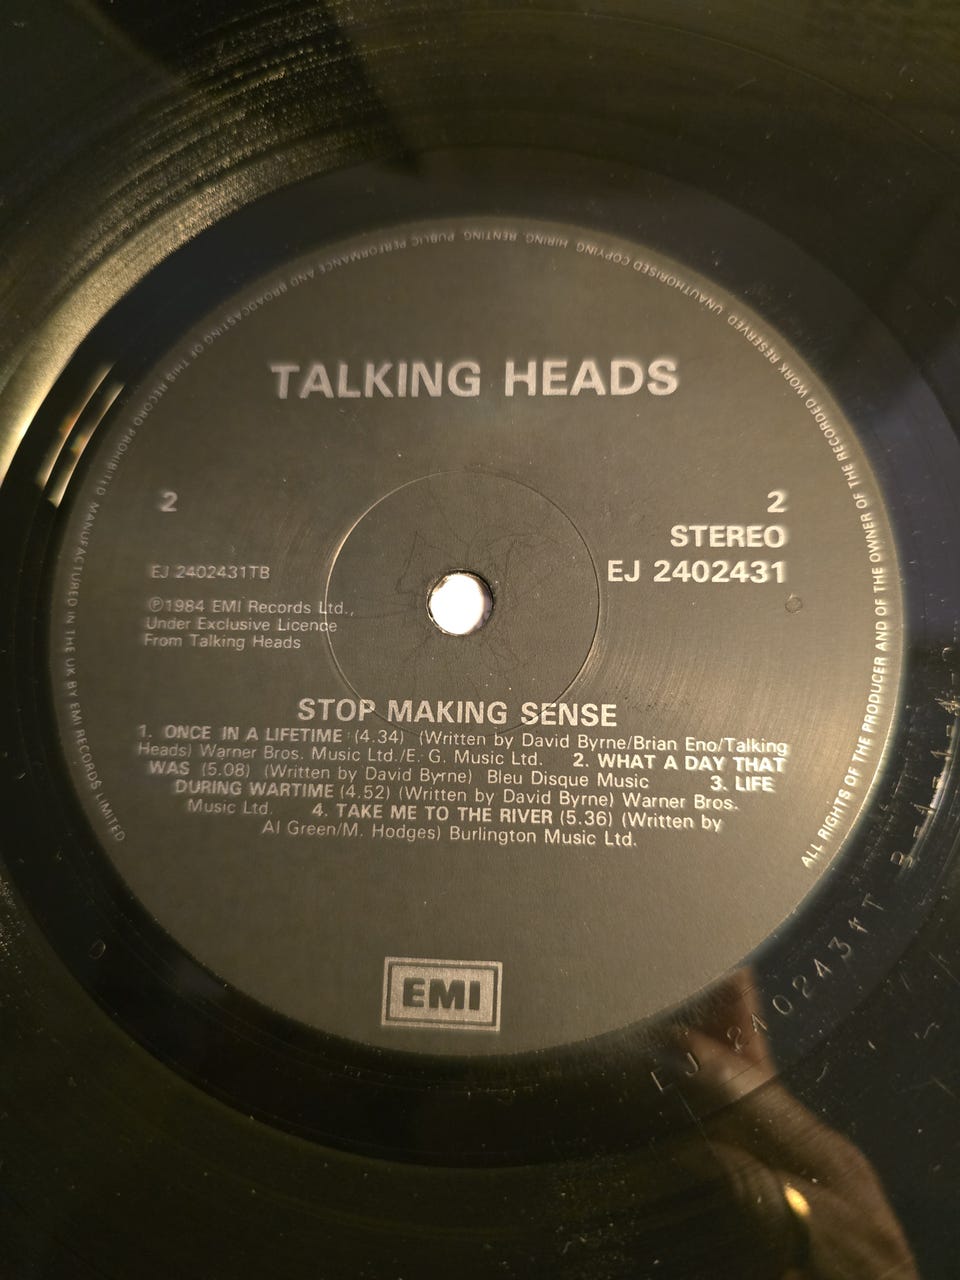 TALKING HEADS
2
2
STEREO
EJ 2402431
EJ 2402431TB
Ⓟ1984 EMI Records Ltd.,
Under Exclusive Licence
From Talking Heads
STOP MAKING SENSE
1. ONCE IN A LIFETIME (4.34) (Written by David Byrne/Brian Eno/Talking
Heads) Warner Bros. Music Ltd./E. G. Music Ltd. 2. WHAT A DAY THAT
WAS (5.08) (Written by David Byrne) Bleu Disque Music 3. LIFE
DURING WARTIME (4.52) (Written by David Byrne) Warner Bros.
Music Ltd. 4. TAKE ME TO THE RIVER (5.36) (Written by
Al Green/M. Hodges) Burlington Music Ltd.
EMI
ALL RIGHTS OF THE PRODUCER AND OF THE OWNER OF THE RECORDED WORK RESERVED UNAUTHORISED COPYING HIRING RENTING PUBLIC PERFORMANCE AND BROADCASTING OF THIS RECORD PROHIBITED MANUFACTURED IN THE UK BY EMI RECORDS LIMITED
D
EJ 240243 1T B